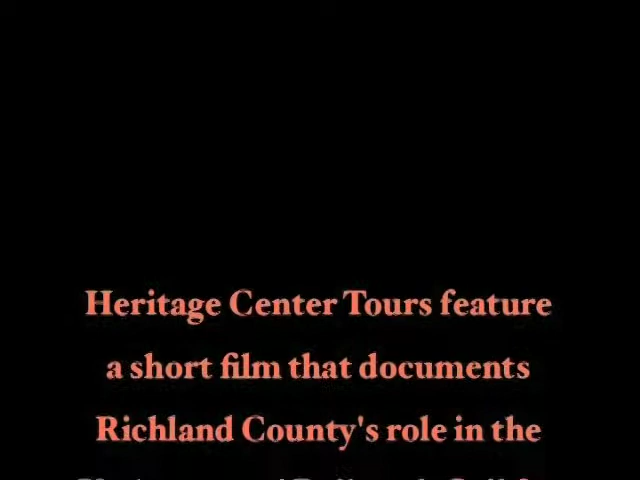 Heritage Center Tours feature
a short film that documents
Richland County's role in the